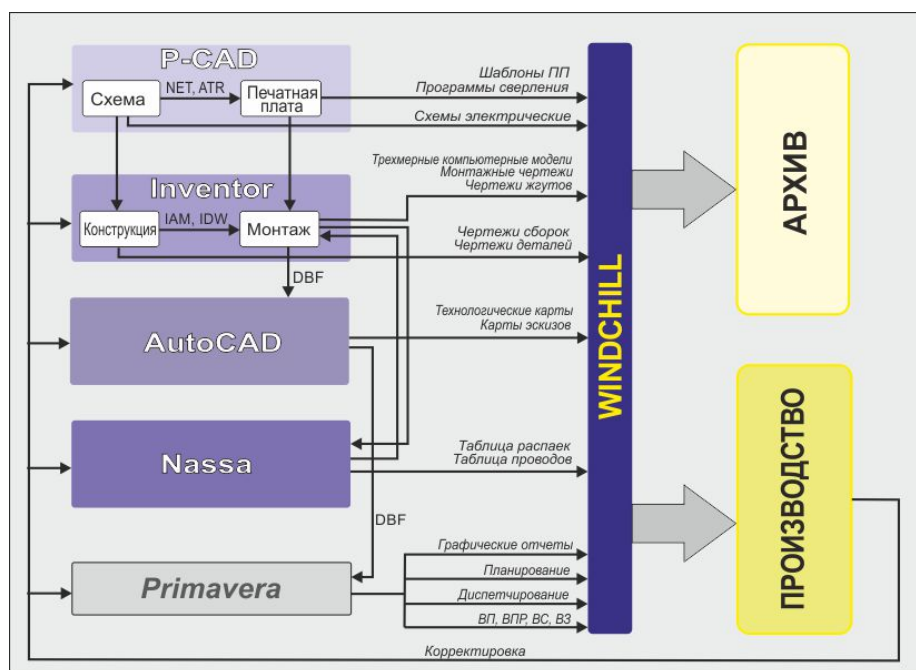 P-CAD
Схема
NET, ATR
Печатная
плата
Шаблоны ПП
Программы сверления
Схемы электрические
Inventor
Конструкция
IAM, IDW
Монтаж
Трехмерные компьютерные модели
Монтажные чертежи
Чертежи жгутов
Чертежи сборок
Чертежи деталей
DBF
AutoCAD
Технологические карты
Карты эскизов
Nassa
Таблица распаек
Таблица проводов
DBF
Primavera
Графические отчеты
Планирование
Диспетчирование
ВП, ВПР, ВС, ВЗ
WINDCHILL
АРХИВ
ПРОИЗВОДСТВО
Корректировка